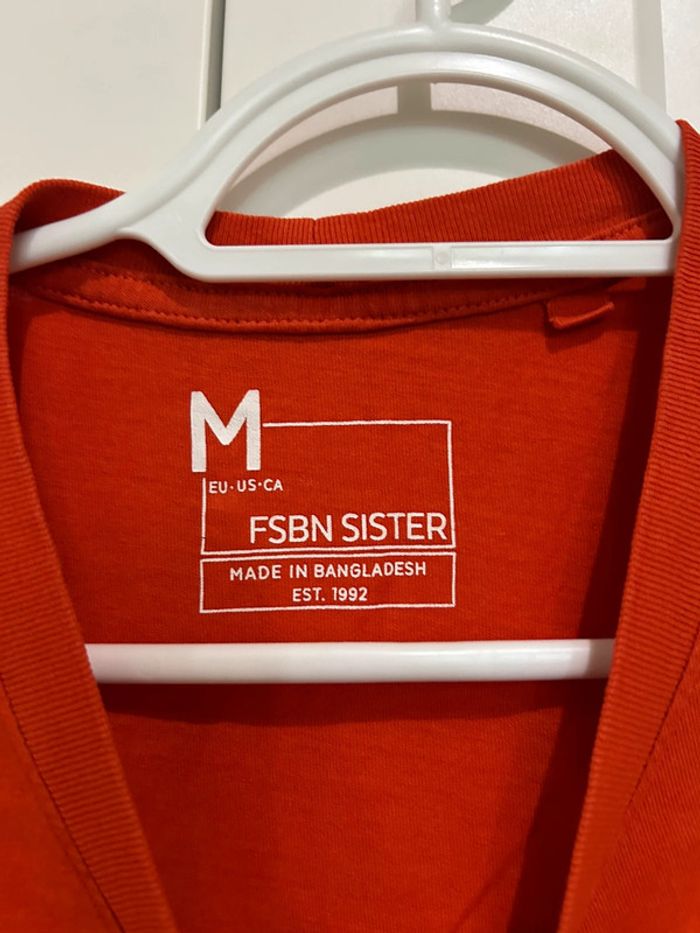 M
EU·US·CA
FSBN SISTER
MADE IN BANGLADESH
EST. 1992